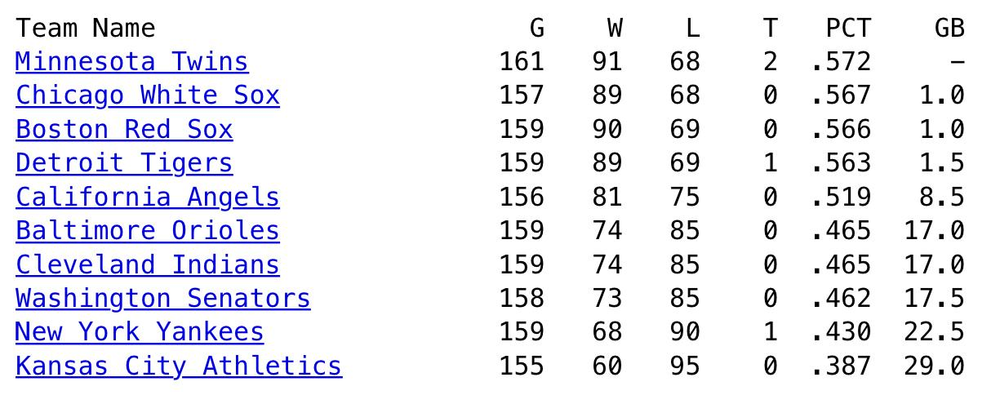 Team Name G W L T PCT GB
Minnesota Twins 161 91 68 2 .572 –
Chicago White Sox 157 89 68 0 .567 1.0
Boston Red Sox 159 90 69 0 .566 1.0
Detroit Tigers 159 89 69 1 .563 1.5
California Angels 156 81 75 0 .519 8.5
Baltimore Orioles 159 74 85 0 .465 17.0
Cleveland Indians 159 74 85 0 .465 17.0
Washington Senators 158 73 85 0 .462 17.5
New York Yankees 159 68 90 1 .430 22.5
Kansas City Athletics 155 60 95 0 .387 29.0